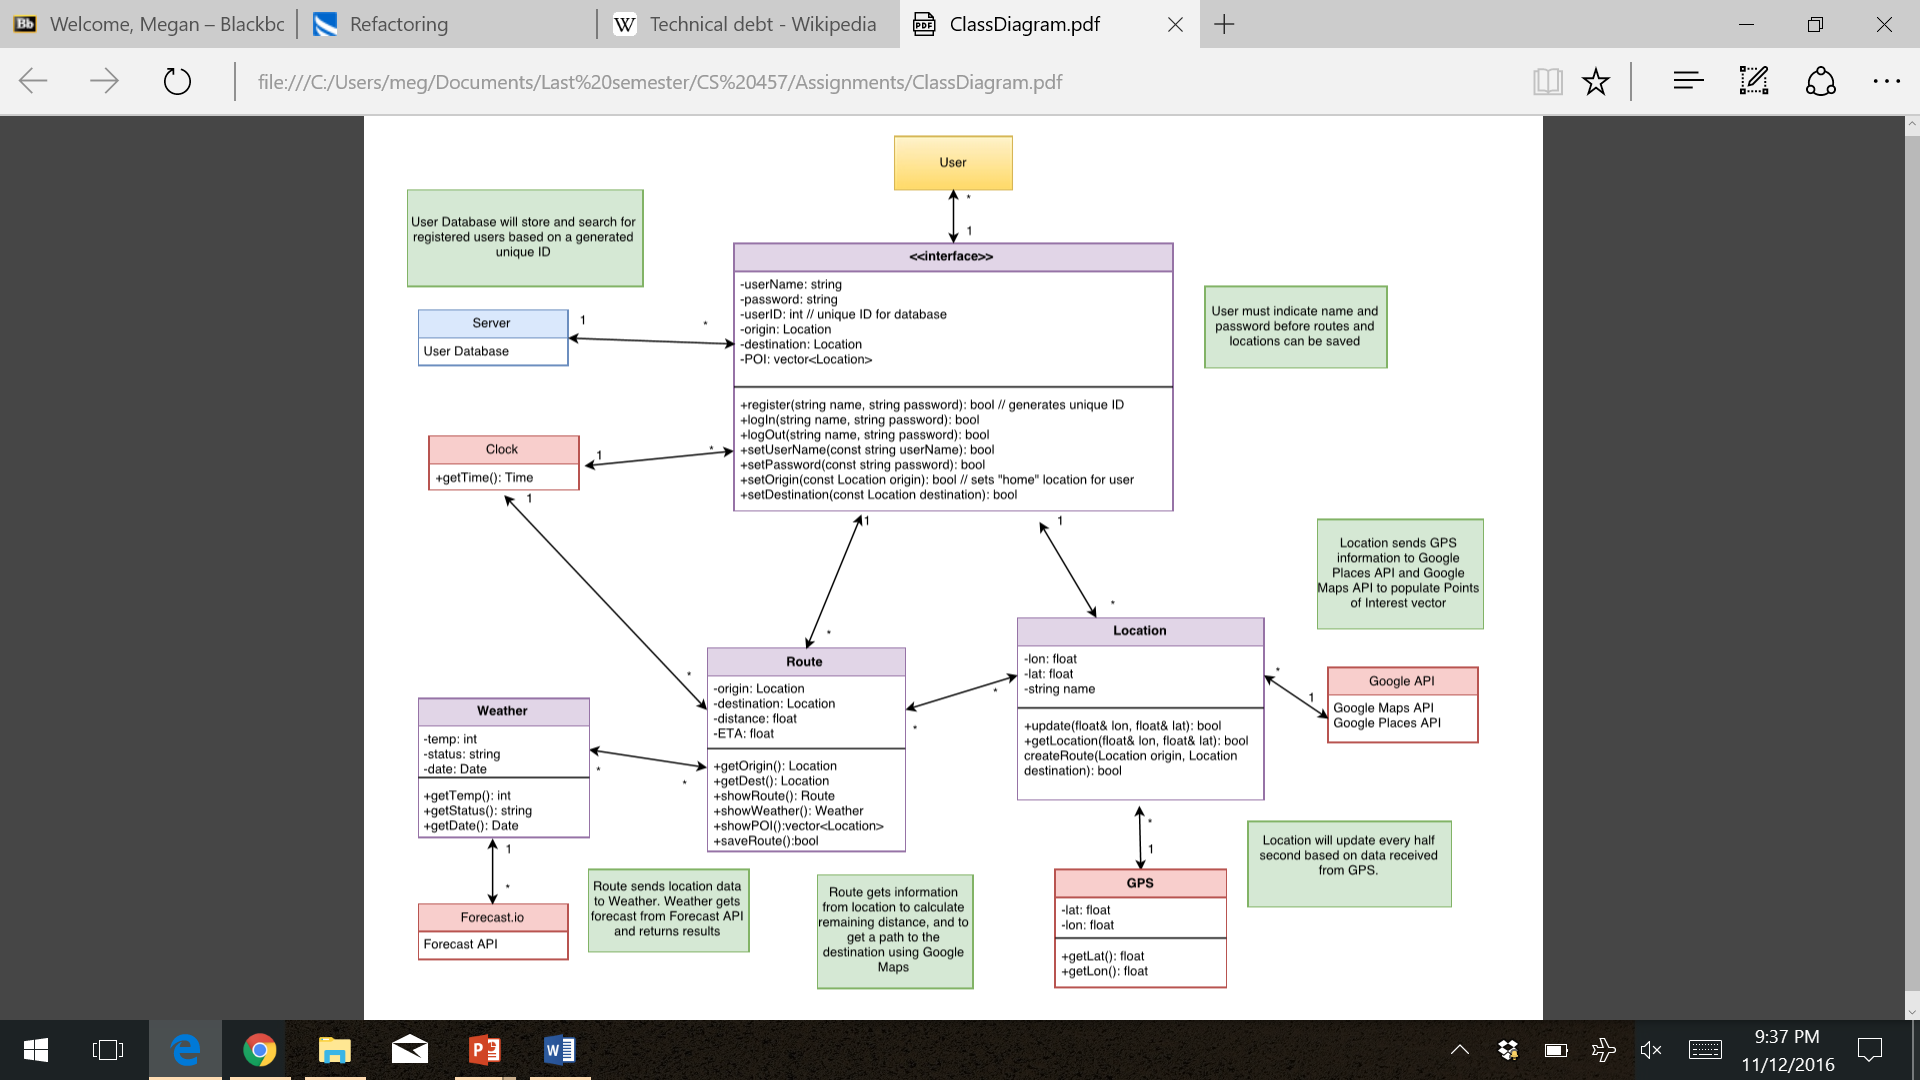 Welcome, Megan – Blackbc
Refactoring
Technical debt - Wikipedia
PDF
ClassDiagram.pdf
file:///C:/Users/meg/Documents/Last%20semester/CS%20457/Assignments/ClassDiagram.pdf
User
*
1
User Database will store and search for
registered users based on a generated
unique ID
<<interface>>
-userName: string
-password: string
-userID: int // unique ID for database
-origin: Location
-destination: Location
-POI: vector<Location>
+register(string name, string password): bool // generates unique ID
+logIn(string name, string password): bool
+logOut(string name, string password): bool
+setUserName(const string userName): bool
+setPassword(const string password): bool
+setOrigin(const Location origin): bool // sets "home" location for user
+setDestination(const Location destination): bool
User must indicate name and
password before routes and
locations can be saved
Server
User Database
1
*
Clock
+getTime(): Time
1
*
1
*
1
*
1
*
Location sends GPS
information to Google
Places API and Google
Maps API to populate Points
of Interest vector
Location
-lon: float
-lat: float
-string name
+update(float& lon, float& lat): bool
+getLocation(float& lon, float& lat): bool
createRoute(Location origin, Location
destination): bool
Route
-origin: Location
-destination: Location
-distance: float
-ETA: float
+getOrigin(): Location
+getDest(): Location
+showRoute(): Route
+showWeather(): Weather
+showPOI():vector<Location>
+saveRoute():bool
*
*
*
1
Google API
Google Maps API
Google Places API
Weather
-temp: int
-status: string
-date: Date
+getTemp(): int
+getStatus(): string
+getDate(): Date
*
*
1
*
Forecast.io
Forecast API
Route sends location data
to Weather. Weather gets
forecast from Forecast API
and returns results
Route gets information
from location to calculate
remaining distance, and to
get a path to the
destination using Google
Maps
*
1
GPS
-lat: float
-lon: float
+getLat(): float
+getLon(): float
Location will update every half
second based on data received
from GPS.
9:37 PM
11/12/2016